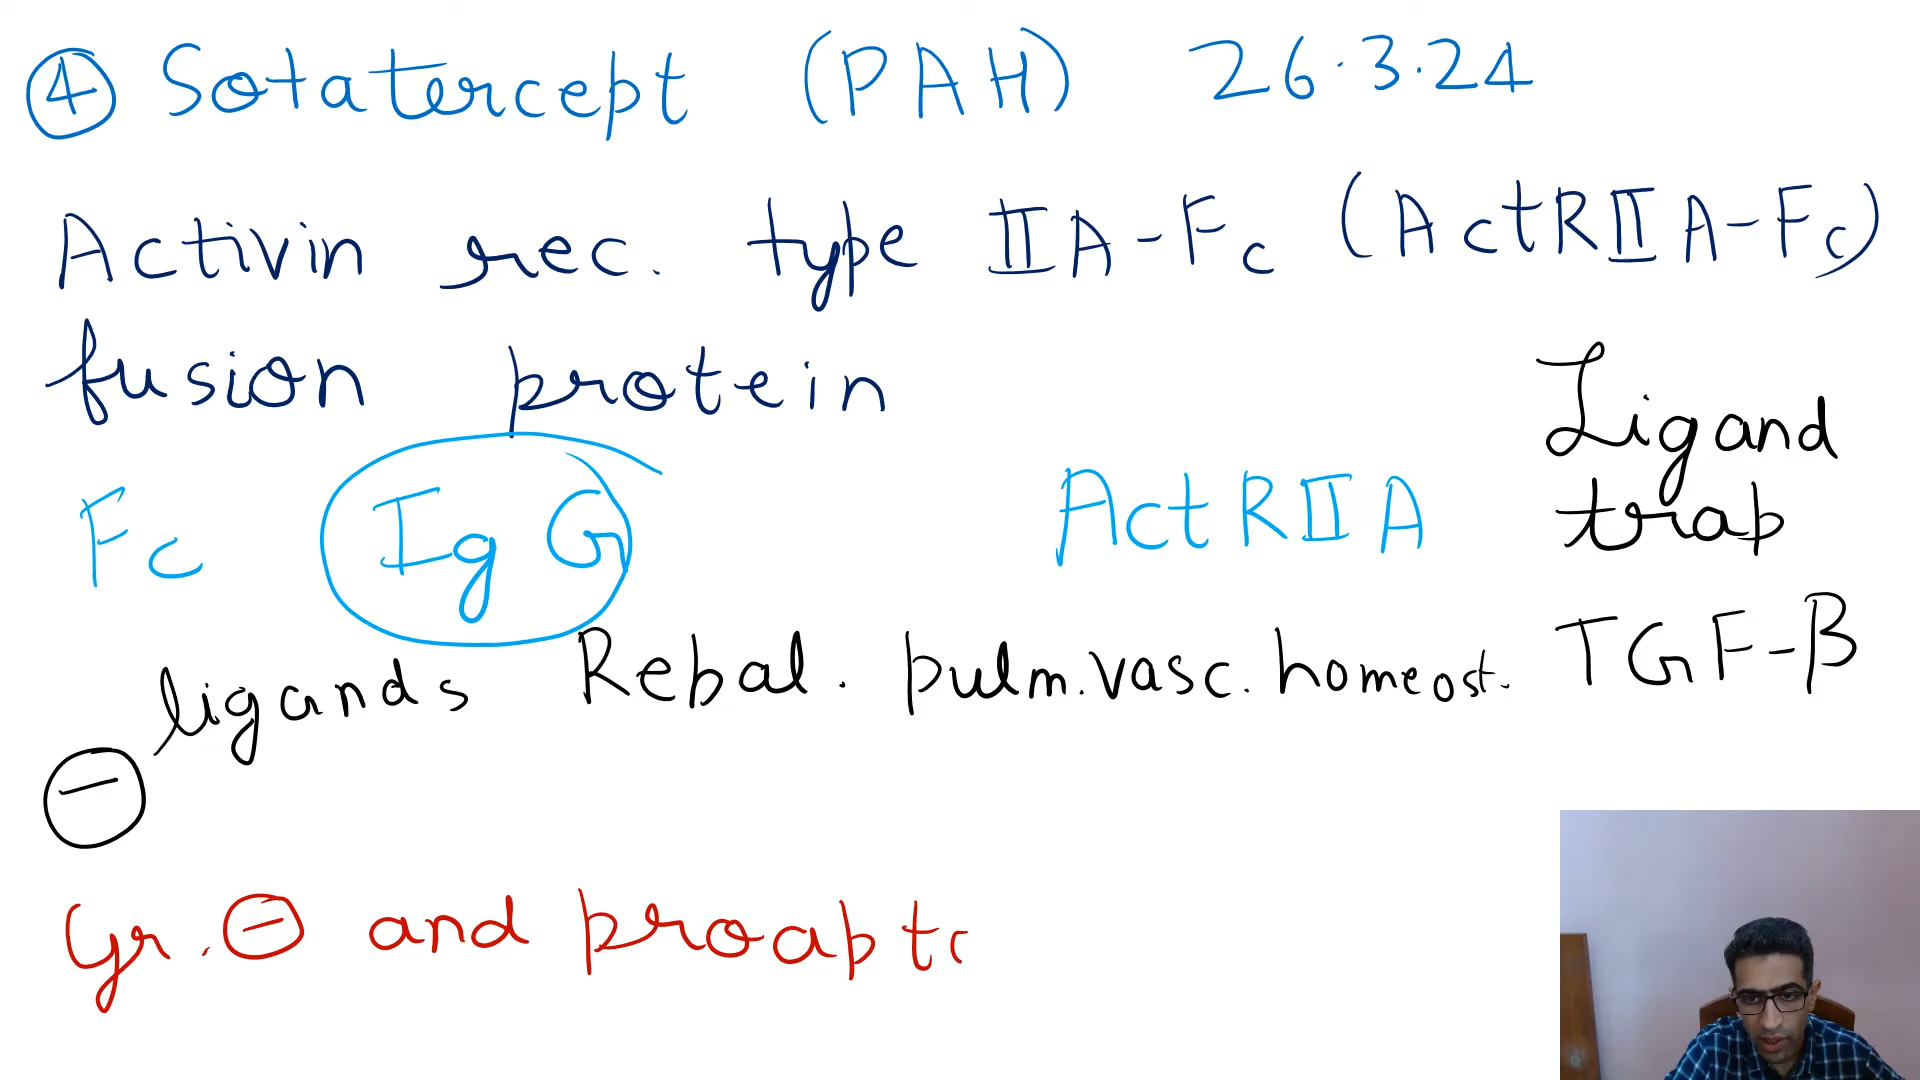 4 Sotatercept (PAH) 26.3.24
Activin rec. type IIA-Fc (ActRIIA-Fc)
fusion protein
Ligand
Fc IgG ActRIIA trap
ligands Rebal. pulm.vasc.homeost. TGF-β
⊖
Gr. ⊖ and proapto